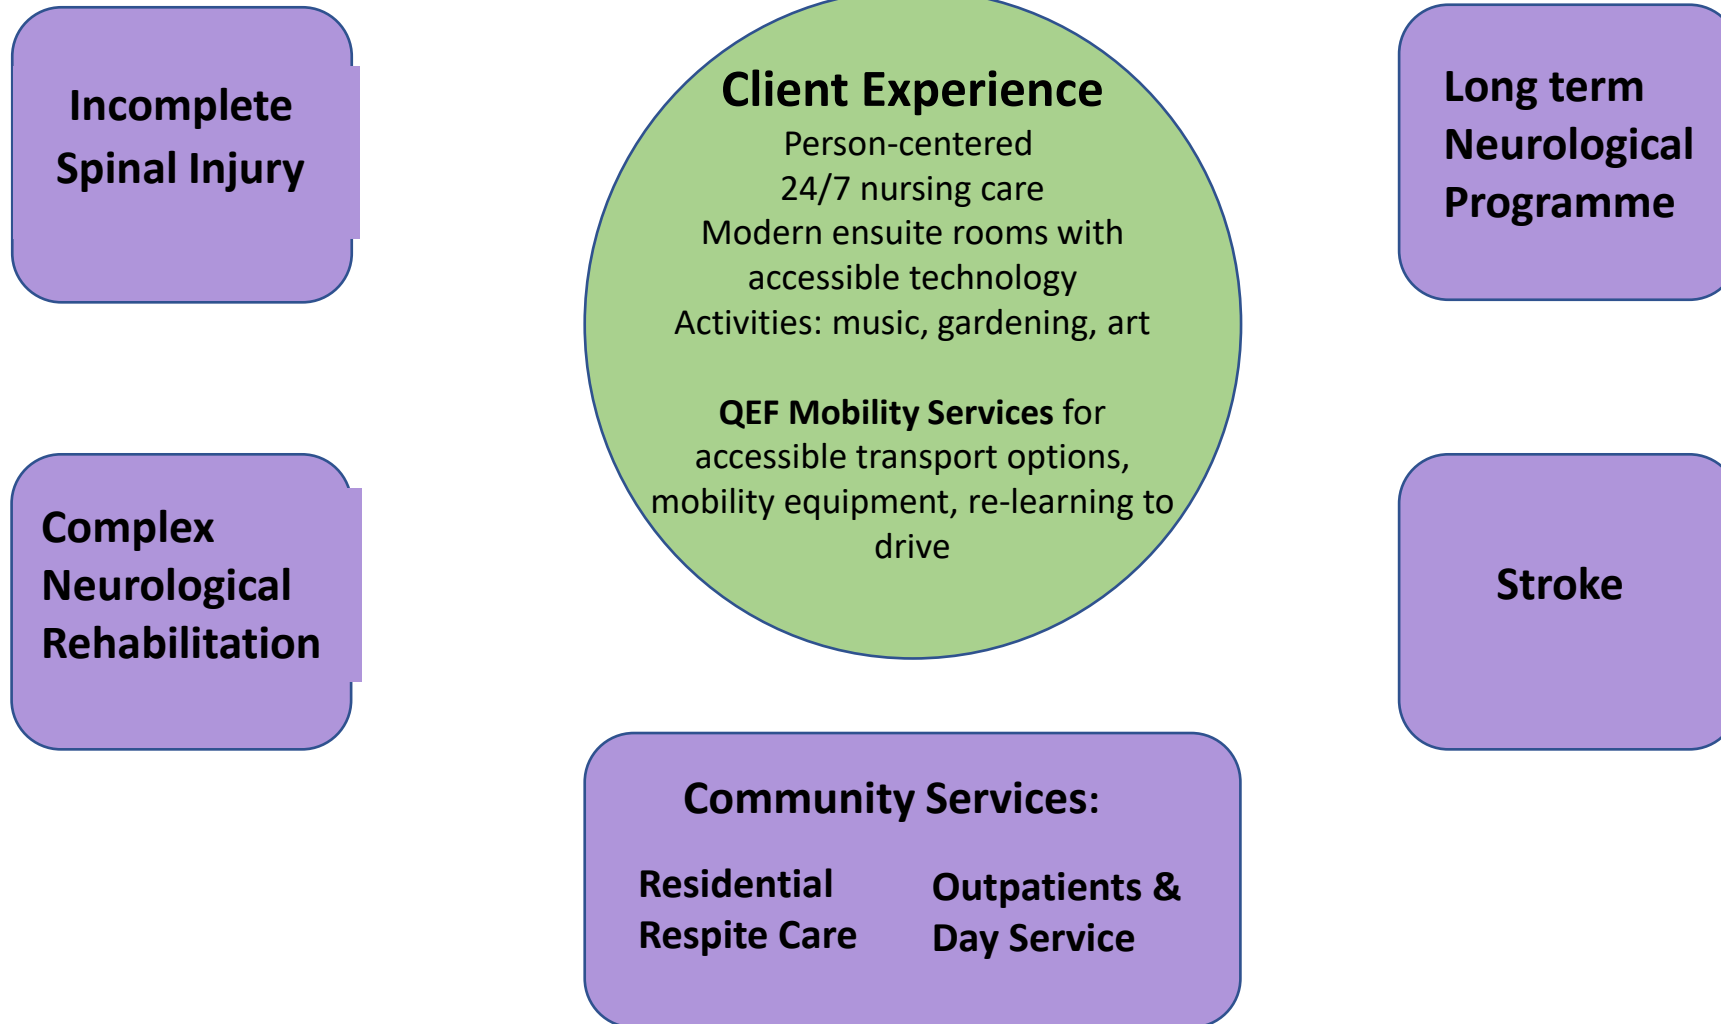 Incomplete
Spinal Injury
Client Experience
Person-centered
24/7 nursing care
Modern ensuite rooms with
accessible technology
Activities: music, gardening, art
QEF Mobility Services for
accessible transport options,
mobility equipment, re-learning to
drive
Long term
Neurological
Programme
Complex
Neurological
Rehabilitation
Stroke
Community Services:
Residential
Respite Care
Outpatients &
Day Service